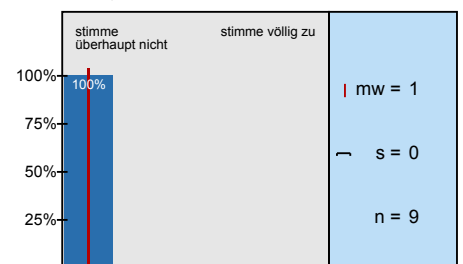 stimme
überhaupt nicht
stimme völlig zu
100%
100%
75%
50%
25%
mw = 1
s = 0
n = 9